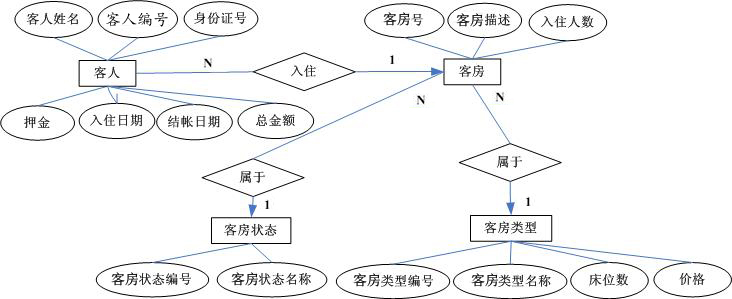 客人姓名 客人编号 身份证号 客房号 客房描述 入住人数
客人 N 入住 1 客房
押金 入住日期 结帐日期 总金额 N N
属于 属于
1 1
客房状态 客房类型
客房状态编号 客房状态名称 客房类型编号 客房类型名称 床位数 价格